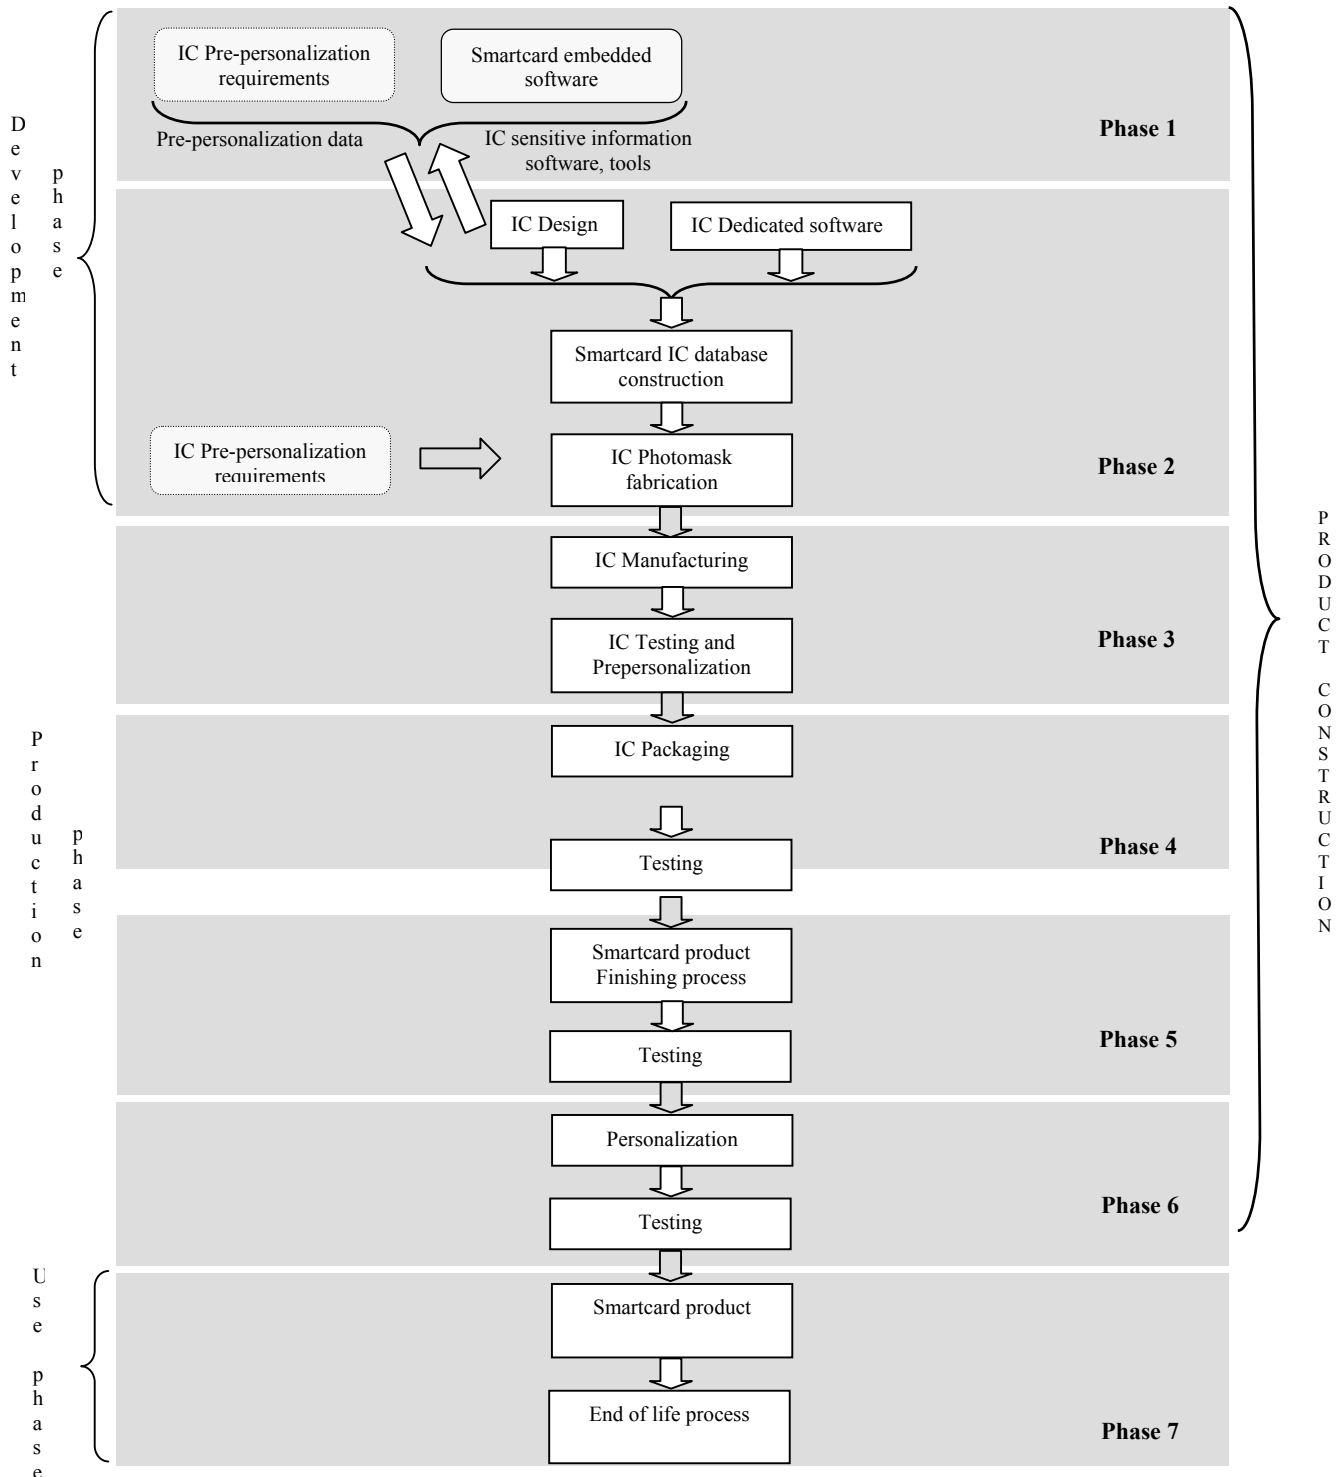 IC Pre-personalization
requirements
Smartcard embedded
software
Pre-personalization data
IC sensitive information
software, tools
Phase 1
Development
phase
IC Design
IC Dedicated software
Smartcard IC database
construction
IC Pre-personalization
requirements
IC Photomask
fabrication
Phase 2
IC Manufacturing
IC Testing and
Prepersonalization
Phase 3
PRODUCT CONSTRUCTION
Production
phase
IC Packaging
Testing
Phase 4
Smartcard product
Finishing process
Testing
Phase 5
Personalization
Testing
Phase 6
Use phase
Smartcard product
End of life process
Phase 7